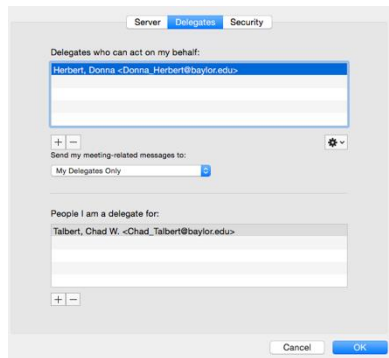 Server Delegates Security
Delegates who can act on my behalf:
Herbert, Donna <Donna_Herbert@baylor.edu>
Send my meeting-related messages to:
My Delegates Only
People I am a delegate for:
Talbert, Chad W. <Chad_Talbert@baylor.edu>
Cancel OK